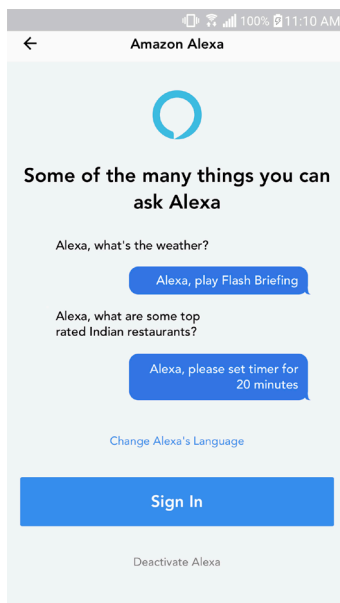 100% 11:10 AM
Amazon Alexa
Some of the many things you can
ask Alexa
Alexa, what's the weather?
Alexa, play Flash Briefing
Alexa, what are some top
rated Indian restaurants?
Alexa, please set timer for
20 minutes
Change Alexa's Language
Sign In
Deactivate Alexa